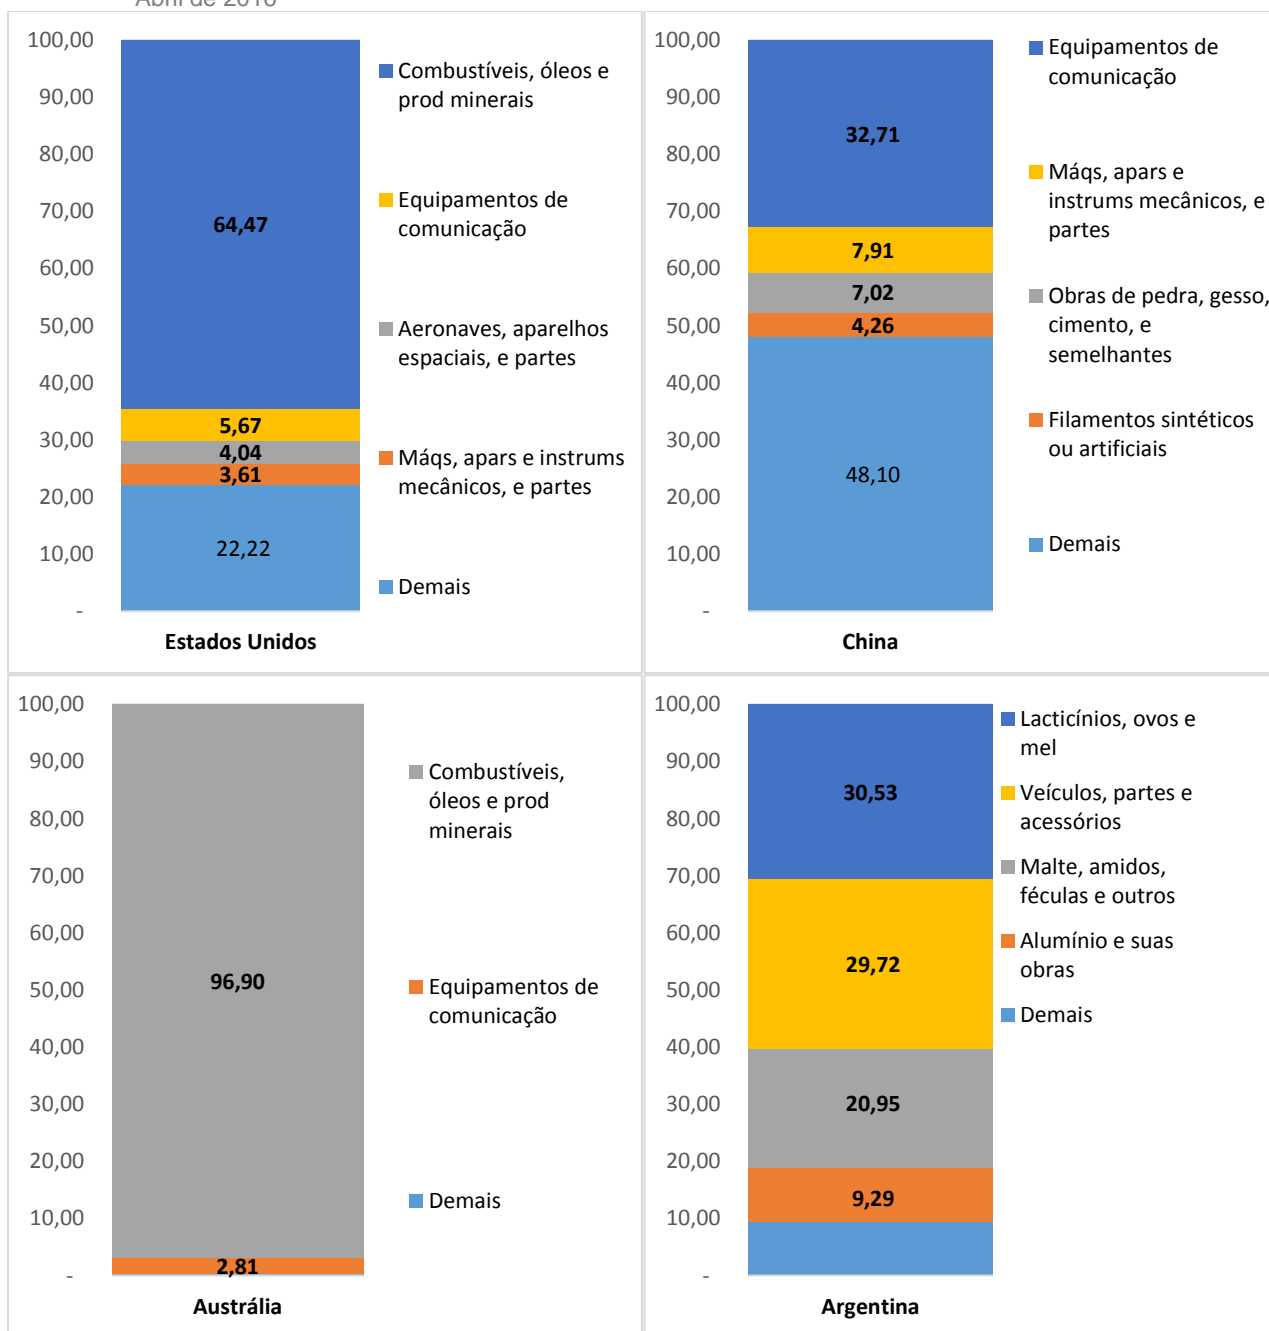 Abril de 2016
100,00
90,00
80,00
70,00
60,00
50,00
40,00
30,00
20,00
10,00
-
64,47
5,67
4,04
3,61
22,22
Combustíveis, óleos e
prod minerais
Equipamentos de
comunicação
Aeronaves, aparelhos
espaciais, e partes
Máqs, apars e instrums
mecânicos, e partes
Demais
Estados Unidos
100,00
90,00
80,00
70,00
60,00
50,00
40,00
30,00
20,00
10,00
-
32,71
7,91
7,02
4,26
48,10
Equipamentos de
comunicação
Máqs, apars e
instrums mecânicos, e
partes
Obras de pedra, gesso,
cimento, e
semelhantes
Filamentos sintéticos
ou artificiais
Demais
China
100,00
90,00
80,00
70,00
60,00
50,00
40,00
30,00
20,00
10,00
-
96,90
2,81
Combustíveis,
óleos e prod
minerais
Equipamentos de
comunicação
Demais
Austrália
100,00
90,00
80,00
70,00
60,00
50,00
40,00
30,00
20,00
10,00
-
30,53
29,72
20,95
9,29
Lacticínios, ovos e
mel
Veículos, partes e
acessórios
Malte, amidos,
féculas e outros
Alumínio e suas
obras
Demais
Argentina